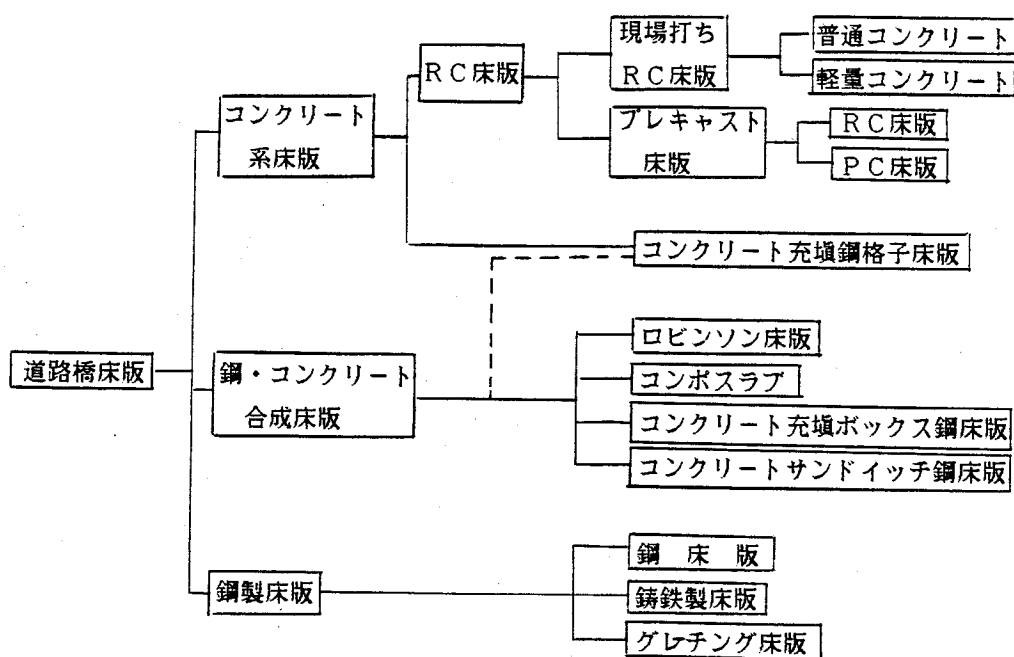 現場打ち
RC床版
普通コンクリート
軽量コンクリート
RC床版
コンクリート
系床版
プレキャスト
床版
RC床版
PC床版
コンクリート充塡鋼格子床版
道路橋床版
鋼・コンクリート
合成床版
ロビンソン床版
コンポスラブ
コンクリート充塡ボックス鋼床版
コンクリートサンドイッチ鋼床版
鋼製床版
鋼 床 版
鋳鉄製床版
グレーチング床版